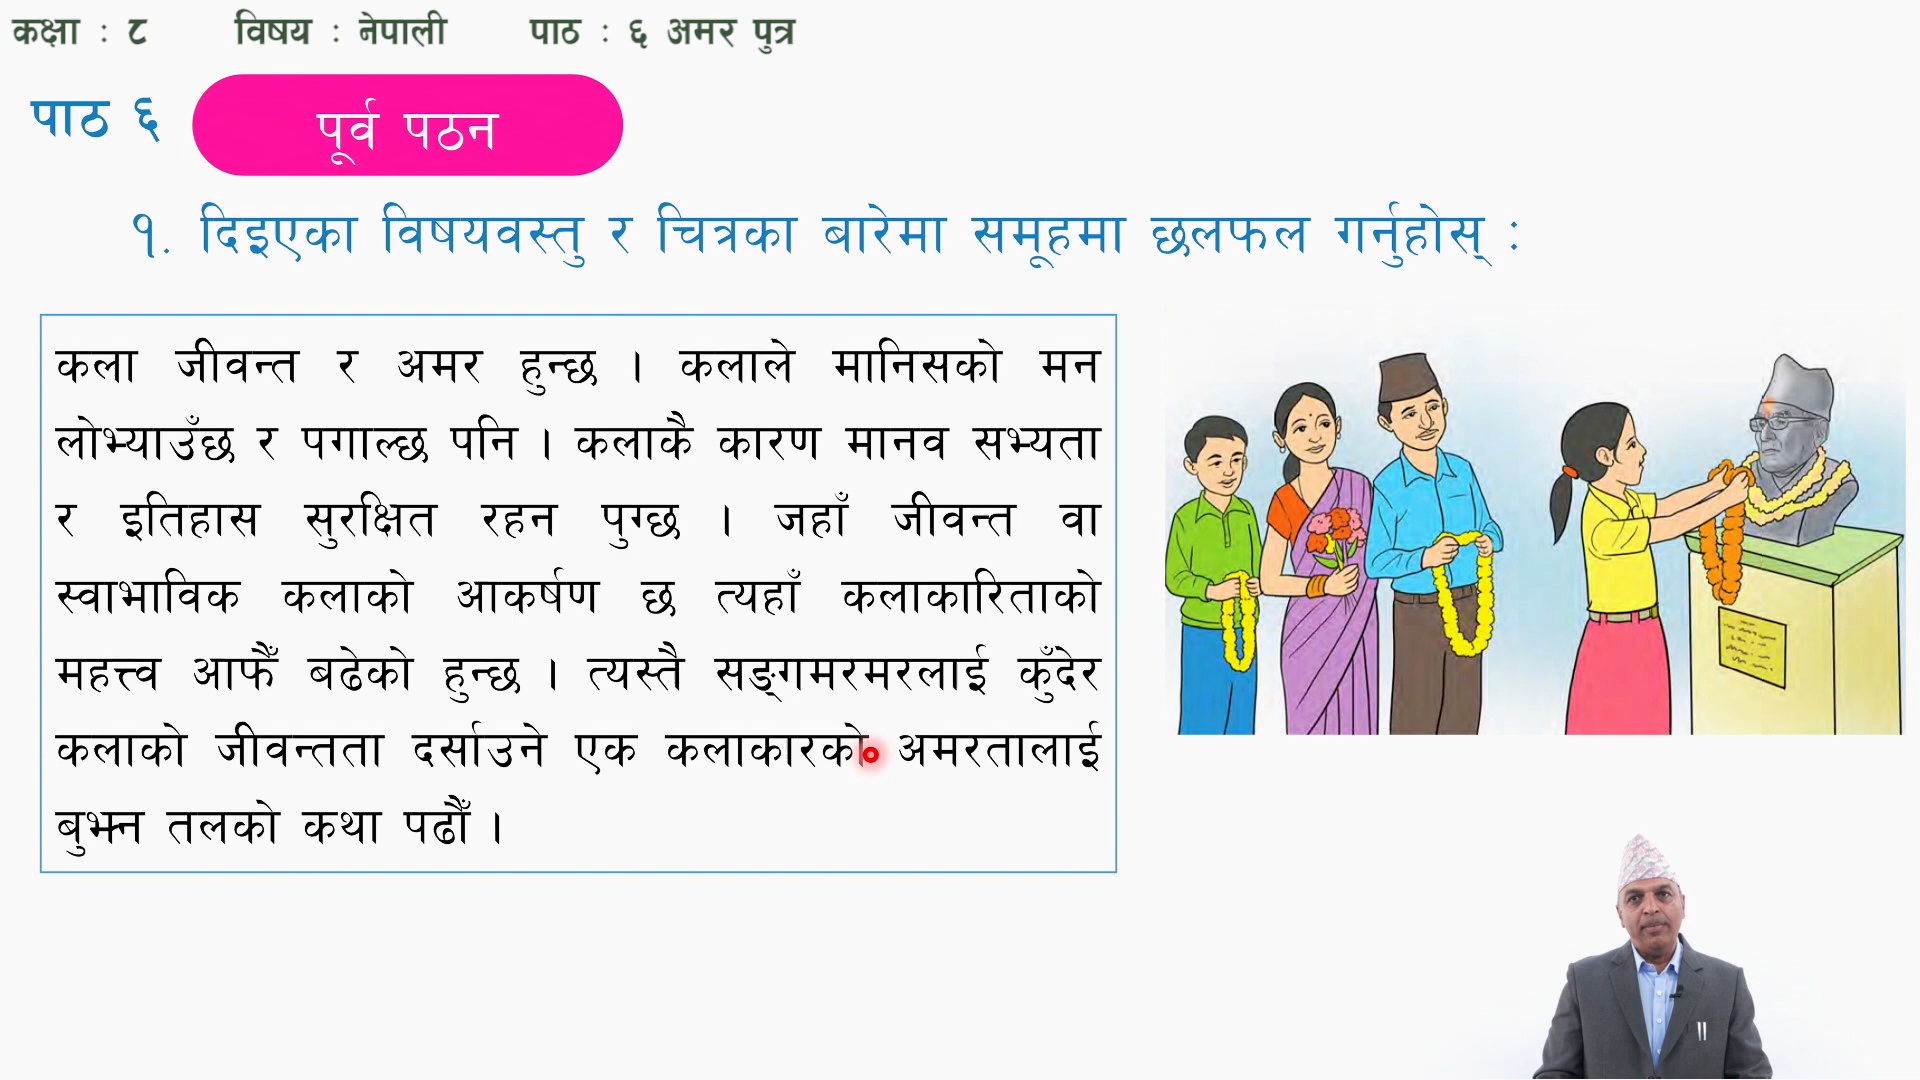 कक्षा : ८ विषय : नेपाली पाठ : ६ अमर पुत्र
पाठ ६ पूर्व पठन
१. दिइएका विषयवस्तु र चित्रका बारेमा समूहमा छलफल गर्नुहोस् :
कला जीवन्त र अमर हुन्छ । कलाले मानिसको मन
लोभ्याउँछ र पगाल्छ पनि । कलाकै कारण मानव सभ्यता
र इतिहास सुरक्षित रहन पुग्छ । जहाँ जीवन्त वा
स्वाभाविक कलाको आकर्षण छ त्यहाँ कलाकारिताको
महत्त्व आफैँ बढेको हुन्छ । त्यस्तै सङ्गमरमरलाई कुँदेर
कलाको जीवन्तता दर्साउने एक कलाकारको अमरतालाई
बुझ्न तलको कथा पढौँ ।